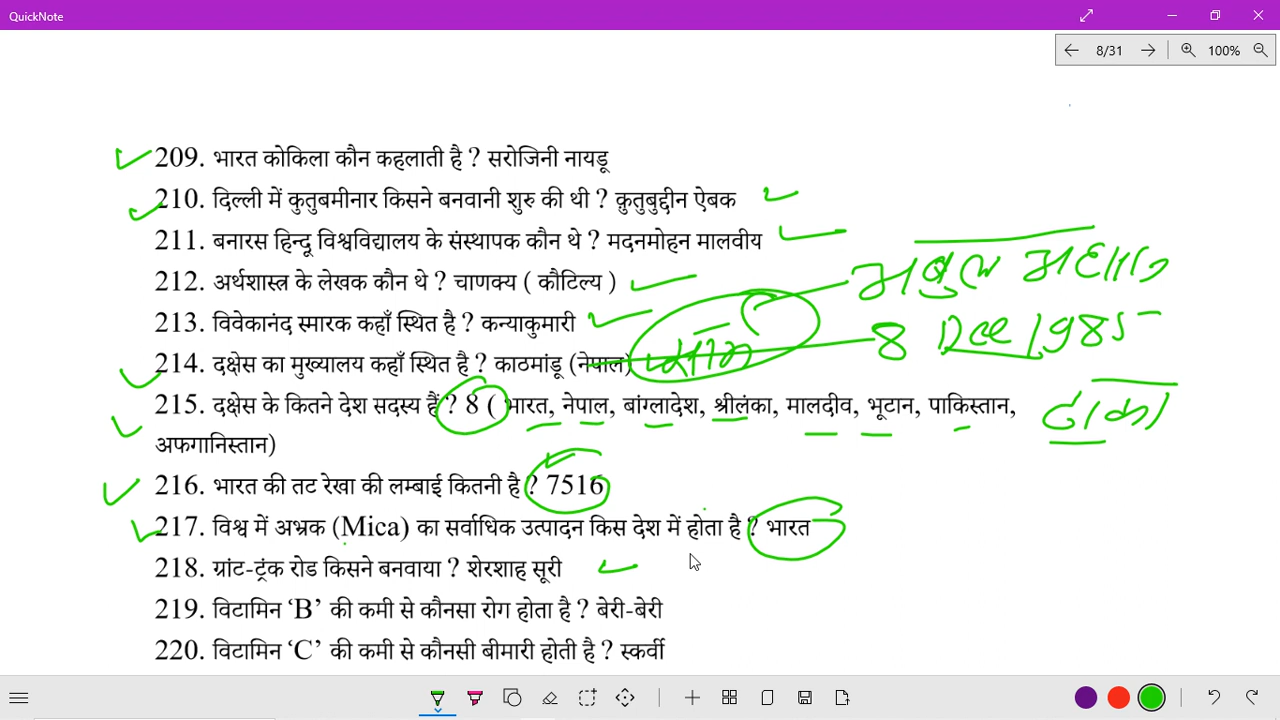 QuickNote
8/31
100%
209. भारत कोकिला कौन कहलाती है ? सरोजिनी नायडू
210. दिल्ली में कुतुबमीनार किसने बनवानी शुरु की थी ? क़ुतुबुद्दीन ऐबक
211. बनारस हिन्दू विश्वविद्यालय के संस्थापक कौन थे ? मदनमोहन मालवीय
212. अर्थशास्त्र के लेखक कौन थे ? चाणक्य ( कौटिल्य )
213. विवेकानंद स्मारक कहाँ स्थित है ? कन्याकुमारी
8 Dec 1985
214. दक्षेस का मुख्यालय कहाँ स्थित है ? काठमांडू (नेपाल)
215. दक्षेस के कितने देश सदस्य हैं ? 8 ( भारत, नेपाल, बांग्लादेश, श्रीलंका, मालदीव, भूटान, पाकिस्तान,
ढाका
अफगानिस्तान)
216. भारत की तट रेखा की लम्बाई कितनी है ? 7516
217. विश्व में अभ्रक (Mica) का सर्वाधिक उत्पादन किस देश में होता है ? भारत
218. ग्रांट-ट्रंक रोड किसने बनवाया ? शेरशाह सूरी
219. विटामिन ‘B’ की कमी से कौनसा रोग होता है ? बेरी-बेरी
220. विटामिन ‘C’ की कमी से कौनसी बीमारी होती है ? स्कर्वी